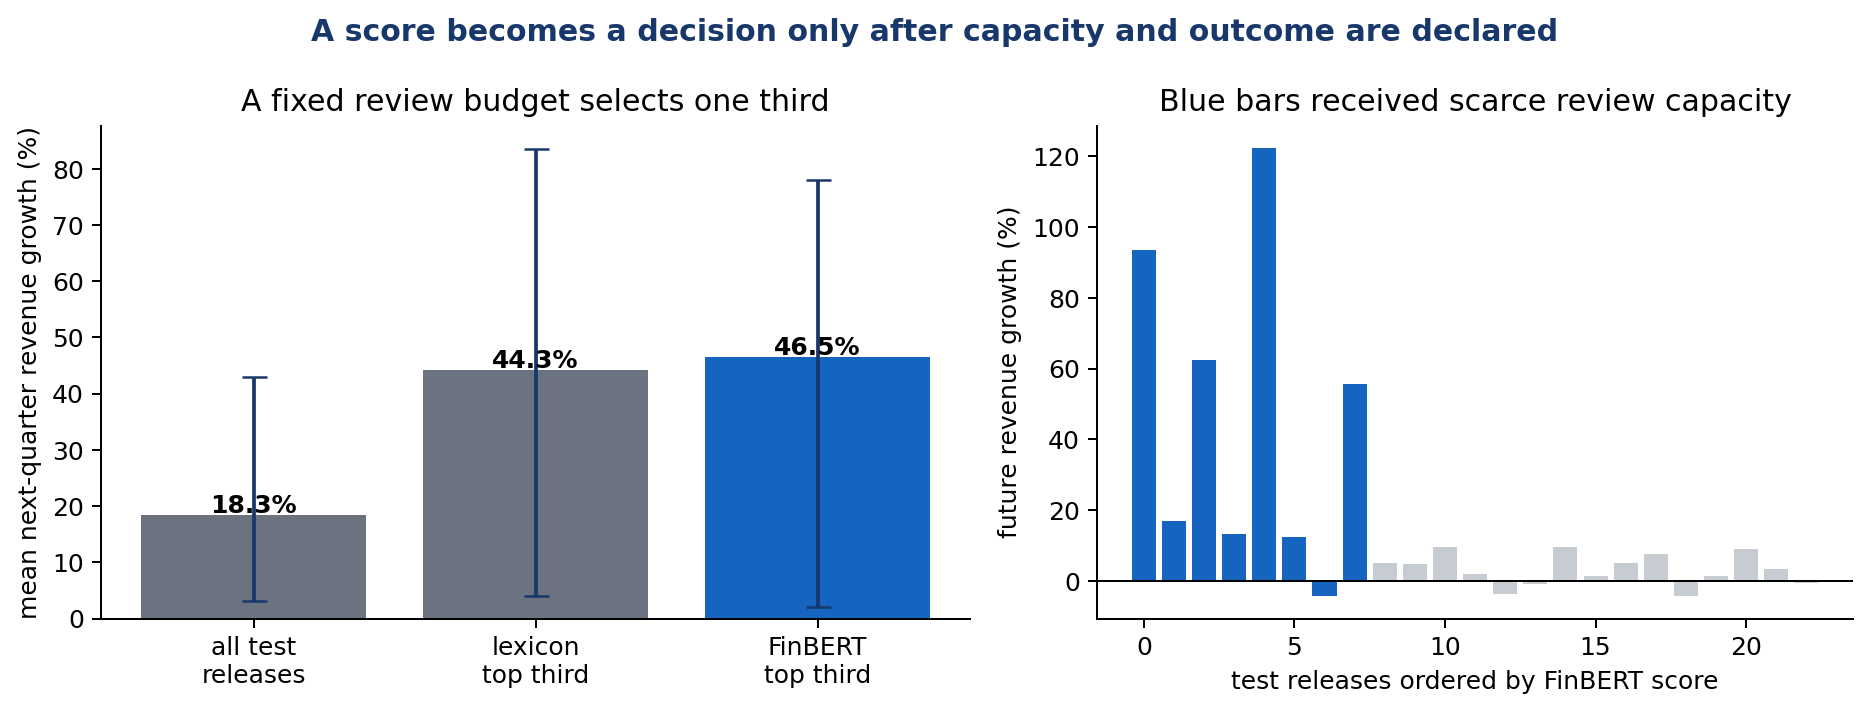 A score becomes a decision only after capacity and outcome are declared
A fixed review budget selects one third
mean next-quarter revenue growth (%)
80
70
60
50
40
30
20
10
0
18.3%
44.3%
46.5%
all test
releases
lexicon
top third
FinBERT
top third
Blue bars received scarce review capacity
future revenue growth (%)
120
100
80
60
40
20
0
0
5
10
15
20
test releases ordered by FinBERT score